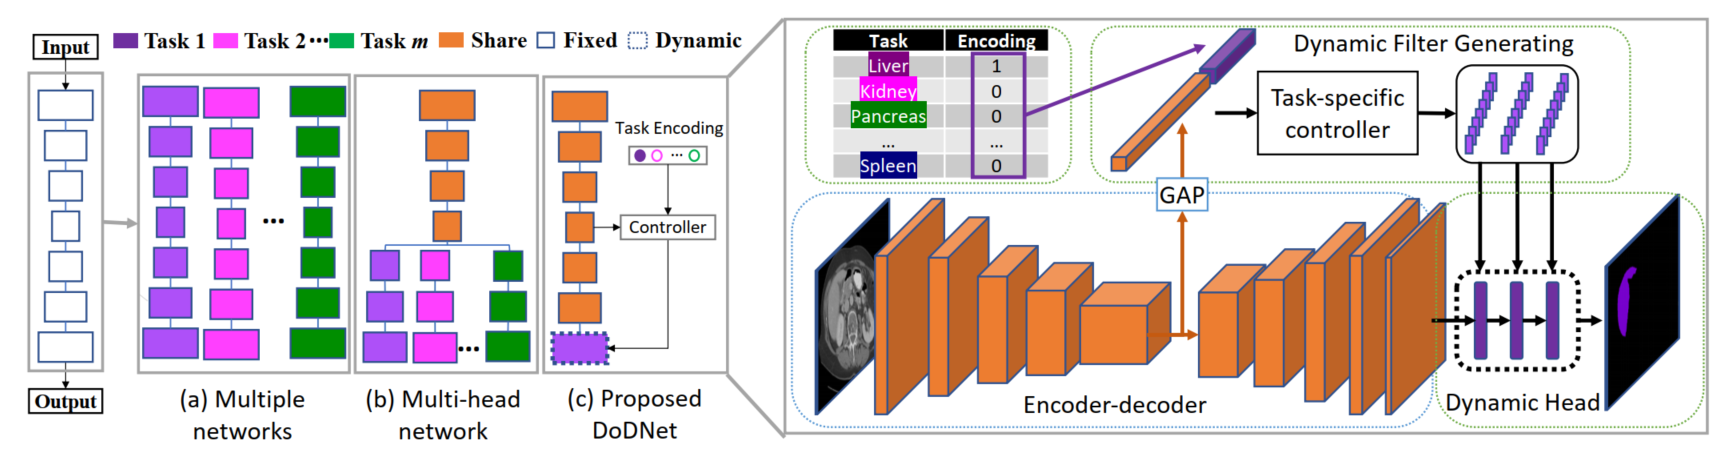 Input
Task 1 Task 2 ··· Task m Share Fixed Dynamic
Output
···
(a) Multiple
networks
···
(b) Multi-head
network
Task Encoding
···
Controller
(c) Proposed
DoDNet
Task Encoding
Liver 1
Kidney 0
Pancreas 0
... ...
Spleen 0
Dynamic Filter Generating
Task-specific
controller
GAP
Encoder-decoder
Dynamic Head